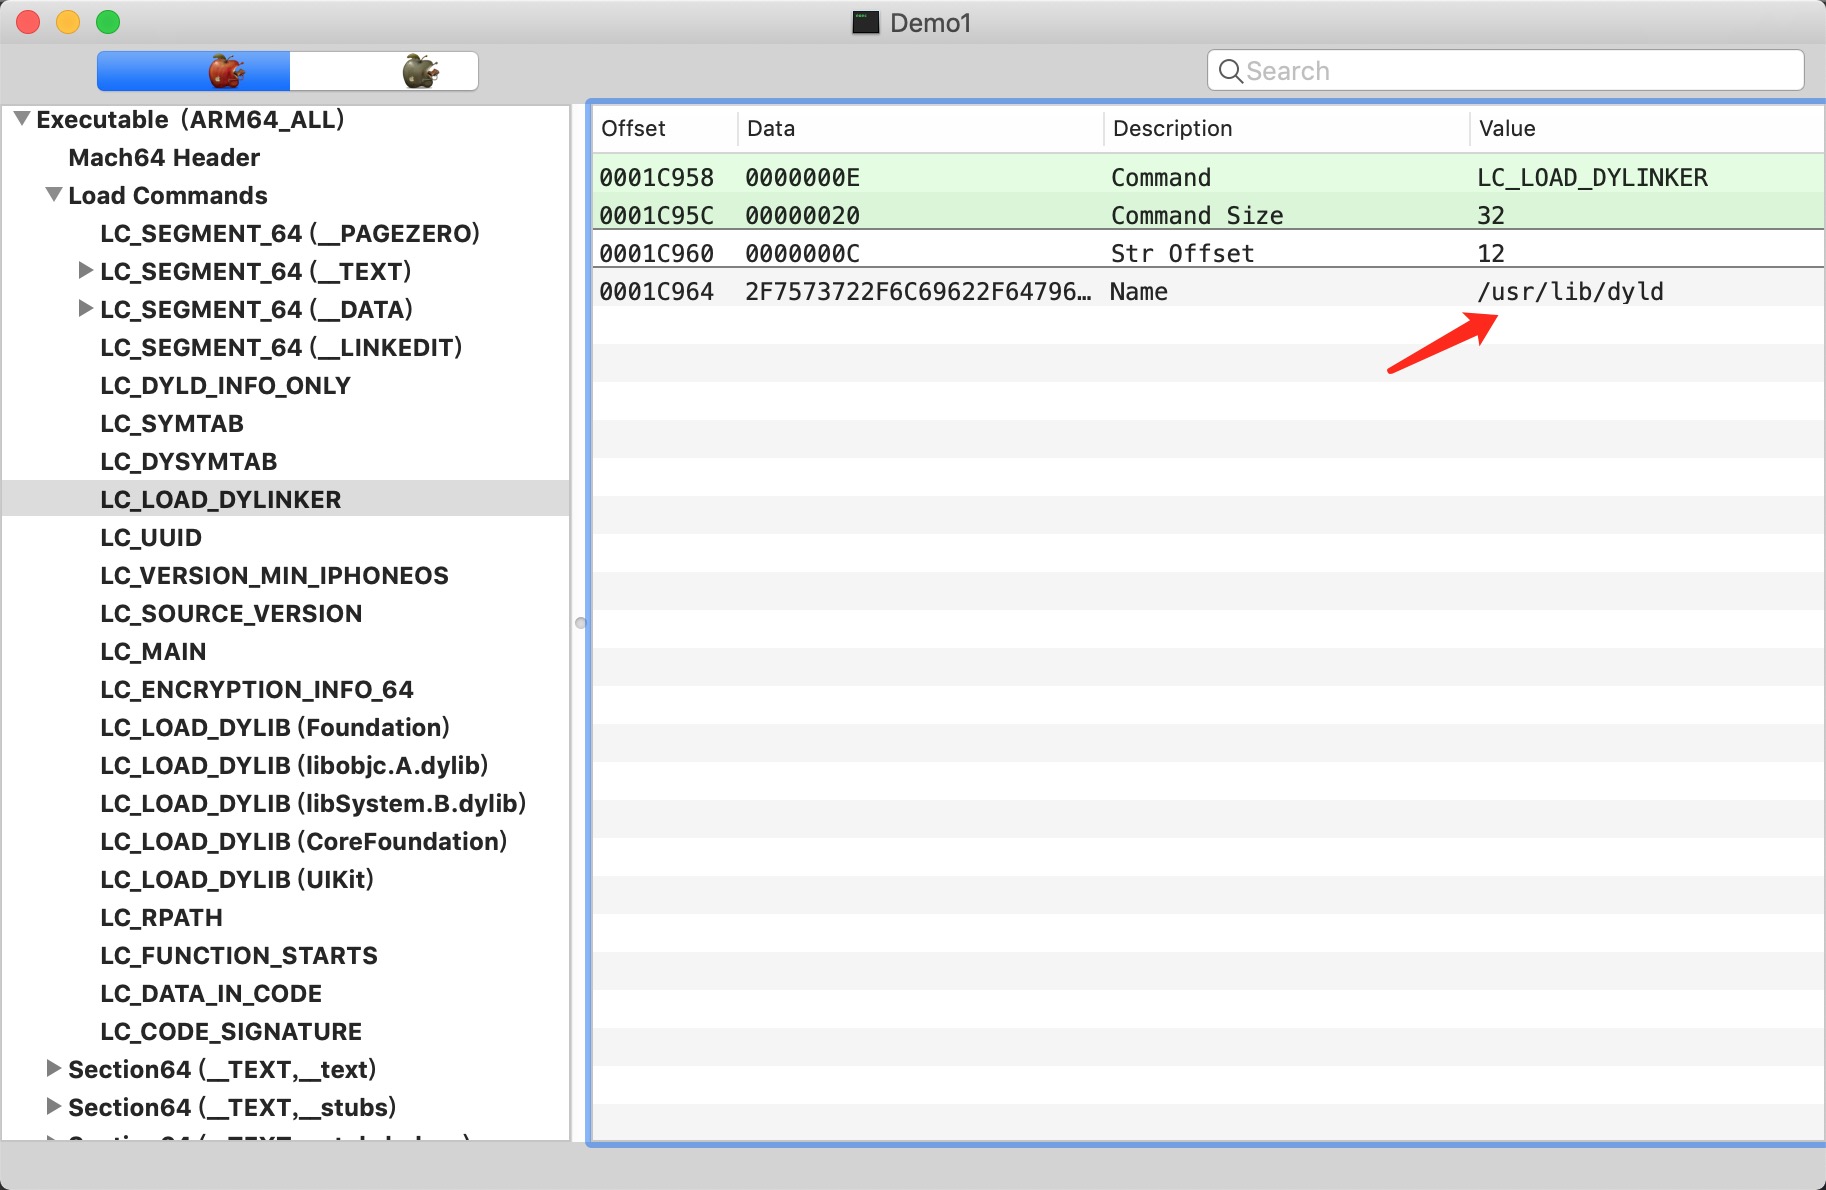 Demo1
Search
Executable (ARM64_ALL)
Mach64 Header
Load Commands
LC_SEGMENT_64 (__PAGEZERO)
LC_SEGMENT_64 (__TEXT)
LC_SEGMENT_64 (__DATA)
LC_SEGMENT_64 (__LINKEDIT)
LC_DYLD_INFO_ONLY
LC_SYMTAB
LC_DYSYMTAB
LC_LOAD_DYLINKER
LC_UUID
LC_VERSION_MIN_IPHONEOS
LC_SOURCE_VERSION
LC_MAIN
LC_ENCRYPTION_INFO_64
LC_LOAD_DYLIB (Foundation)
LC_LOAD_DYLIB (libobjc.A.dylib)
LC_LOAD_DYLIB (libSystem.B.dylib)
LC_LOAD_DYLIB (CoreFoundation)
LC_LOAD_DYLIB (UIKit)
LC_RPATH
LC_FUNCTION_STARTS
LC_DATA_IN_CODE
LC_CODE_SIGNATURE
Section64 (__TEXT,__text)
Section64 (__TEXT,__stubs)
Offset Data Description Value
0001C958 0000000E Command LC_LOAD_DYLINKER
0001C95C 00000020 Command Size 32
0001C960 0000000C Str Offset 12
0001C964 2F7573722F6C69622F64796… Name /usr/lib/dyld